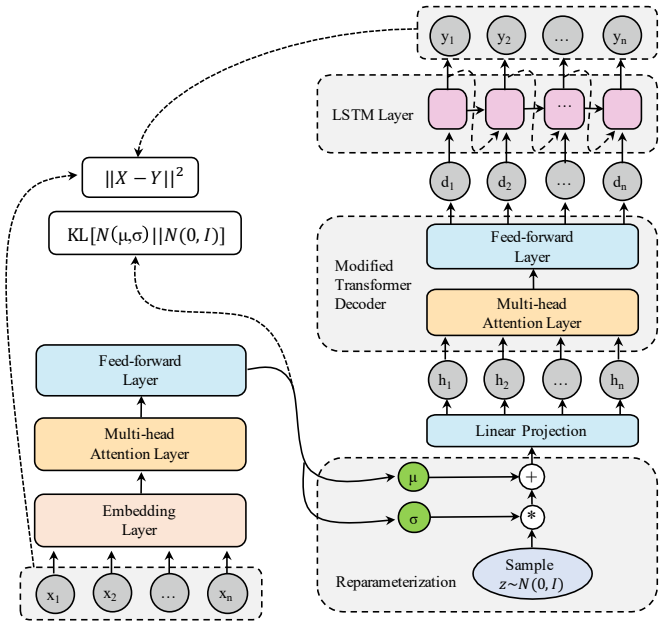 y₁ y₂ … yₙ
LSTM Layer
…
||X − Y||²
d₁ d₂ … dₙ
KL[N(μ,σ)||N(0, I)]
Feed-forward
Layer
Modified
Transformer
Decoder
Multi-head
Attention Layer
Feed-forward
Layer
h₁ h₂ … hₙ
Multi-head
Attention Layer
Linear Projection
μ +
σ *
Embedding
Layer
Sample
z~N(0, I)
Reparameterization
x₁ x₂ … xₙ